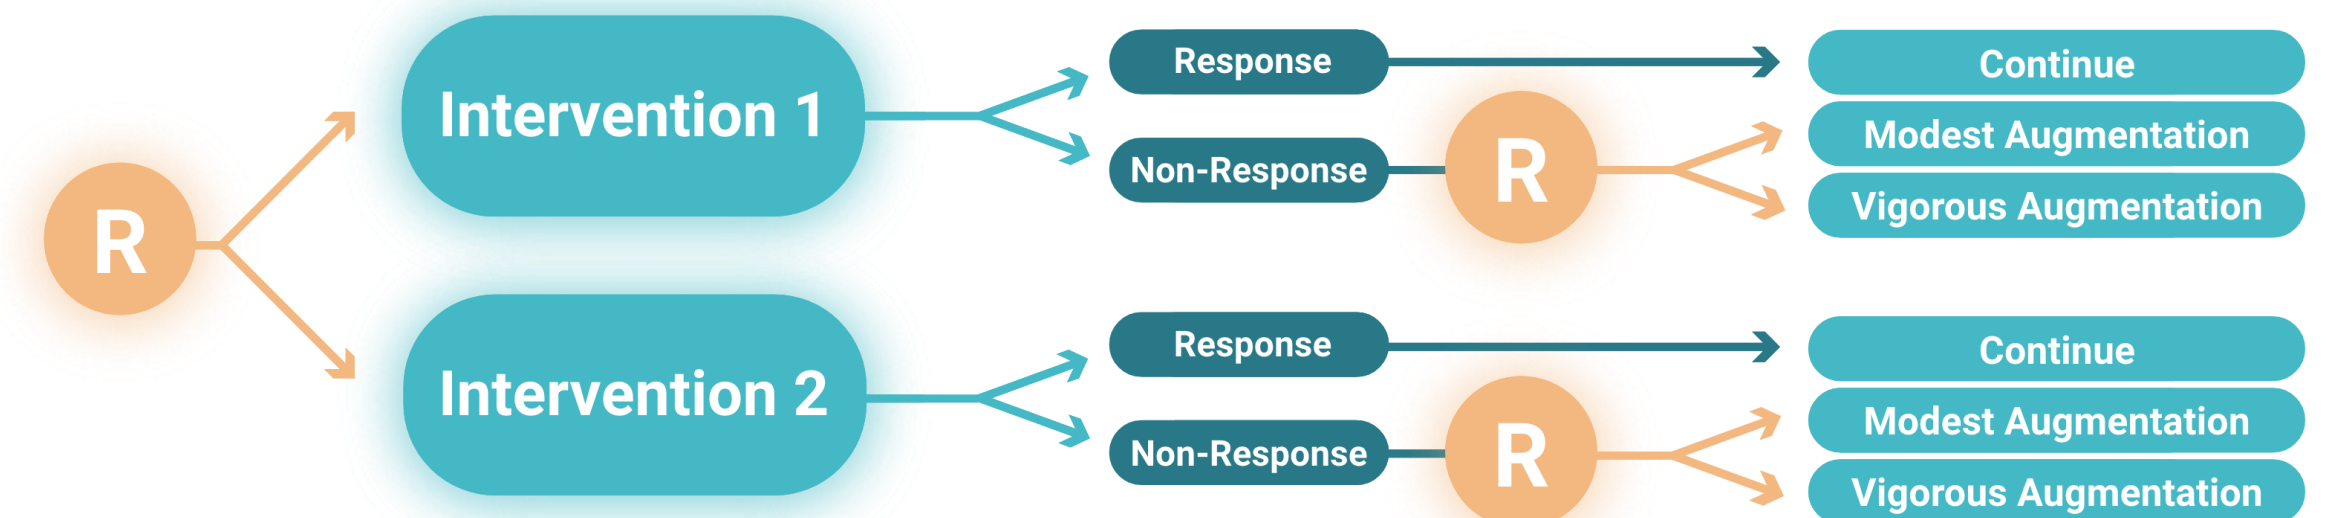 R
Intervention 1
Response
Non-Response
R
Continue
Modest Augmentation
Vigorous Augmentation
Intervention 2
Response
Non-Response
R
Continue
Modest Augmentation
Vigorous Augmentation